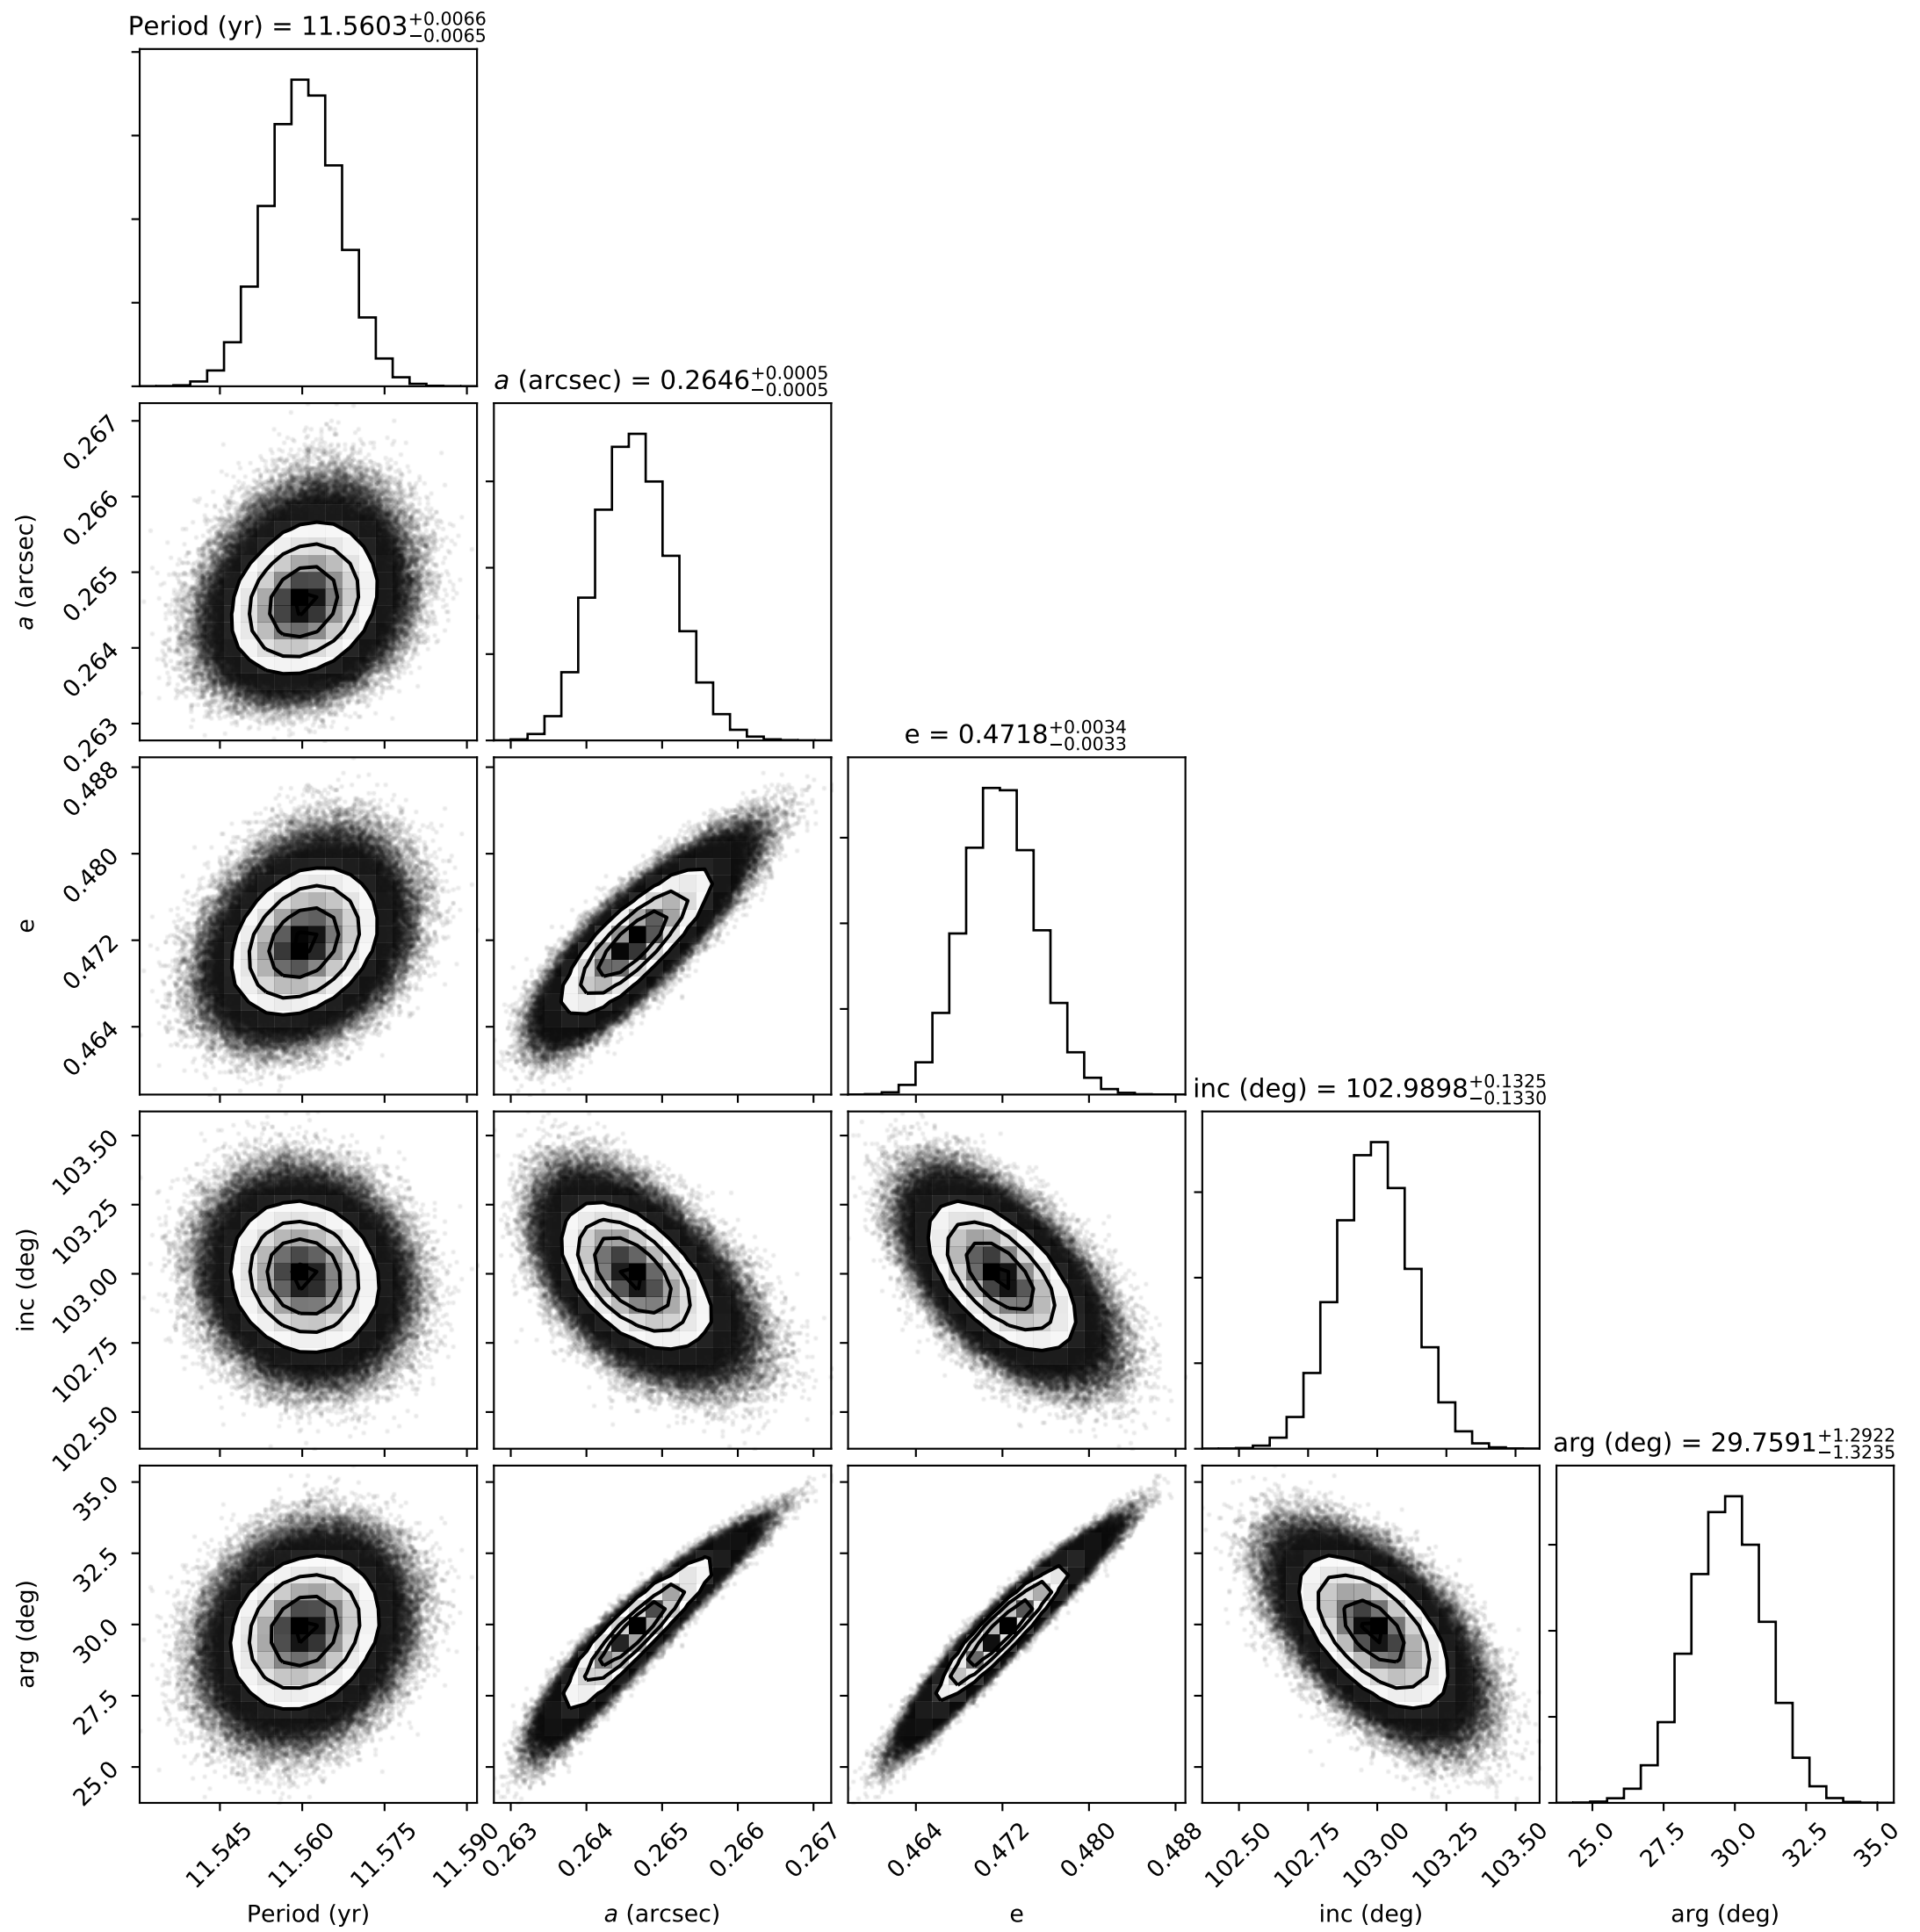 Period (yr) = 11.5603 +0.0066 −0.0065
a (arcsec) = 0.2646 +0.0005 −0.0005
0.267
0.266
0.265
0.264
0.263
a (arcsec)
e = 0.4718 +0.0034 −0.0033
0.488
0.480
0.472
0.464
e
inc (deg) = 102.9898 +0.1325 −0.1330
103.50
103.25
103.00
102.75
102.50
inc (deg)
arg (deg) = 29.7591 +1.2922 −1.3235
35.0
32.5
30.0
27.5
25.0
arg (deg)
11.545 11.560 11.575 11.590 0.263 0.264 0.265 0.266 0.267 0.464 0.472 0.480 0.488 102.50 102.75 103.00 103.25 103.50 25.0 27.5 30.0 32.5 35.0
Period (yr) a (arcsec) e inc (deg) arg (deg)